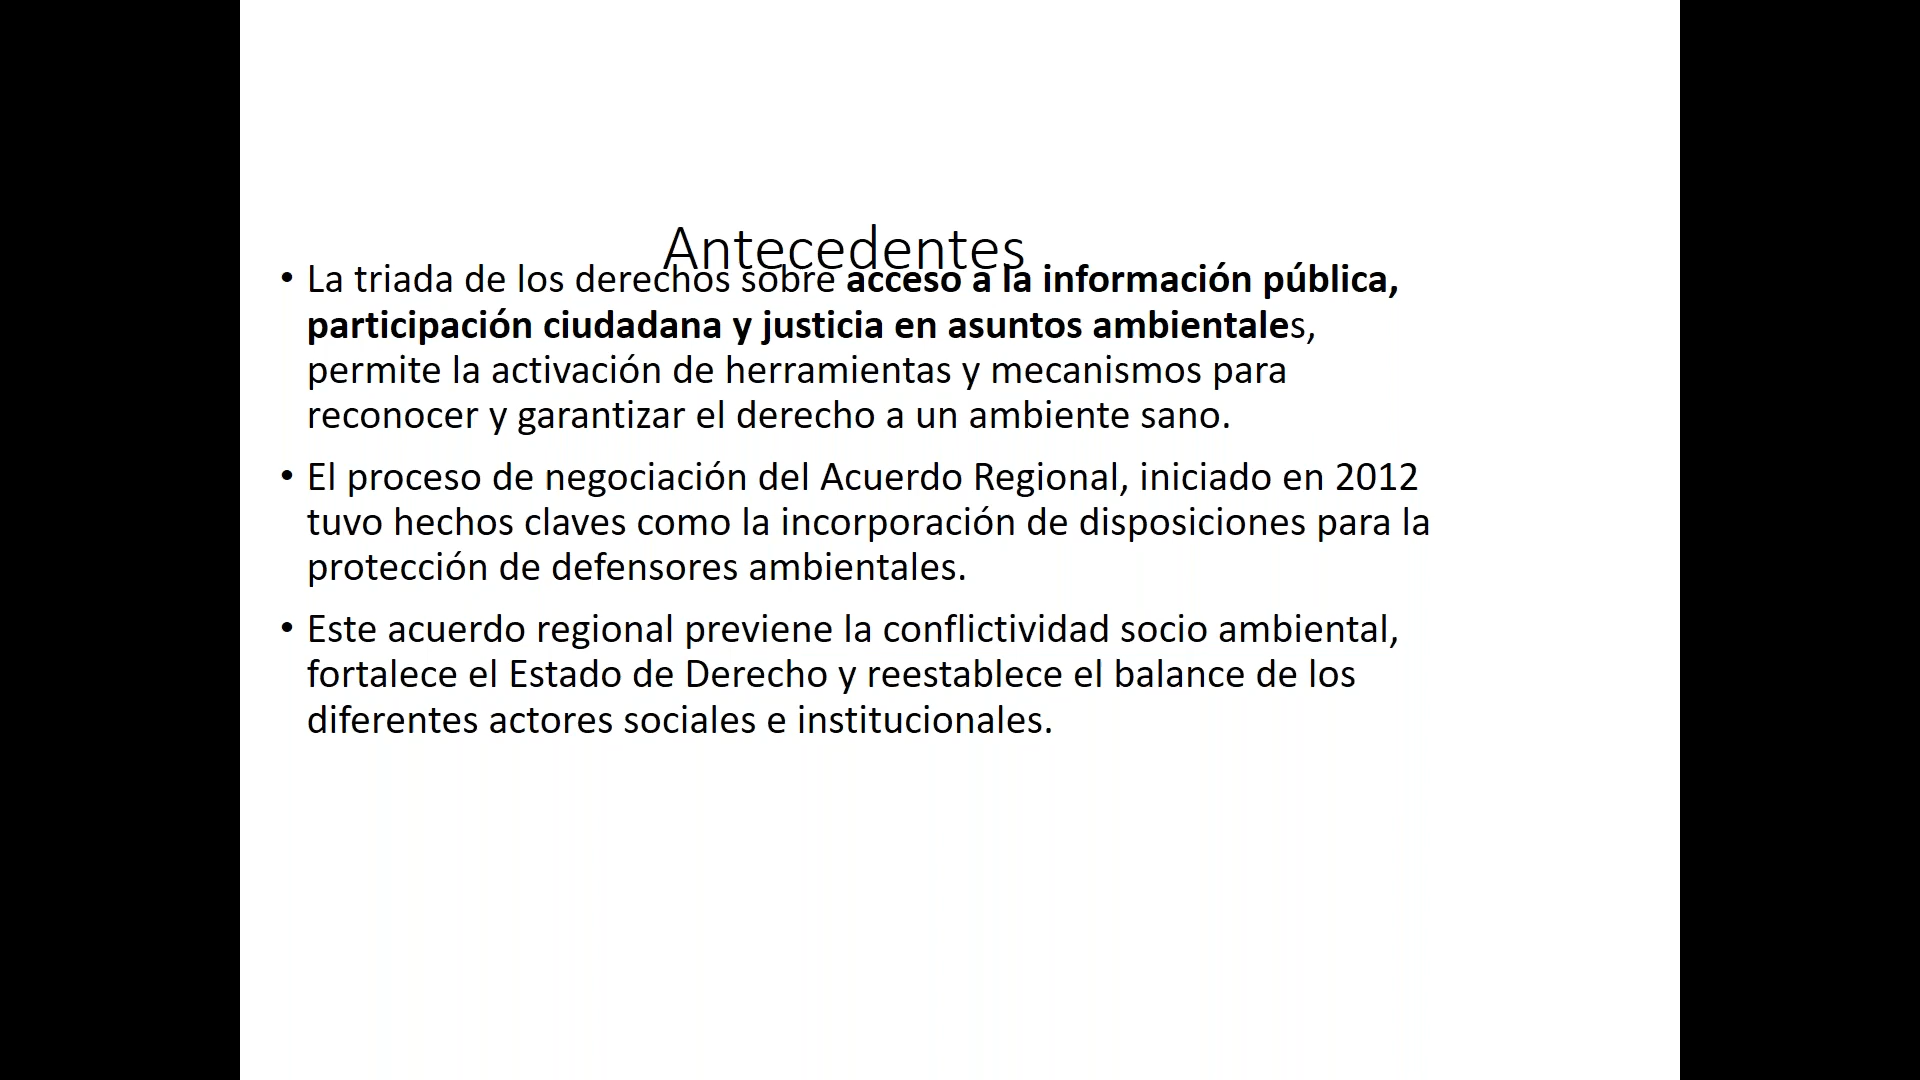 Antecedentes
• La triada de los derechos sobre acceso a la información pública,
participación ciudadana y justicia en asuntos ambientales,
permite la activación de herramientas y mecanismos para
reconocer y garantizar el derecho a un ambiente sano.
• El proceso de negociación del Acuerdo Regional, iniciado en 2012
tuvo hechos claves como la incorporación de disposiciones para la
protección de defensores ambientales.
• Este acuerdo regional previene la conflictividad socio ambiental,
fortalece el Estado de Derecho y reestablece el balance de los
diferentes actores sociales e institucionales.